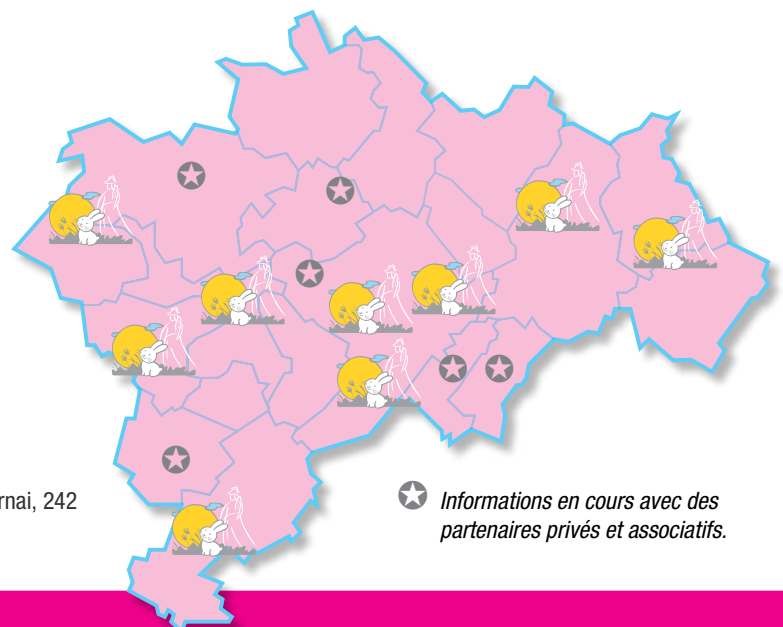 rnai, 242
Informations en cours avec des
partenaires privés et associatifs.